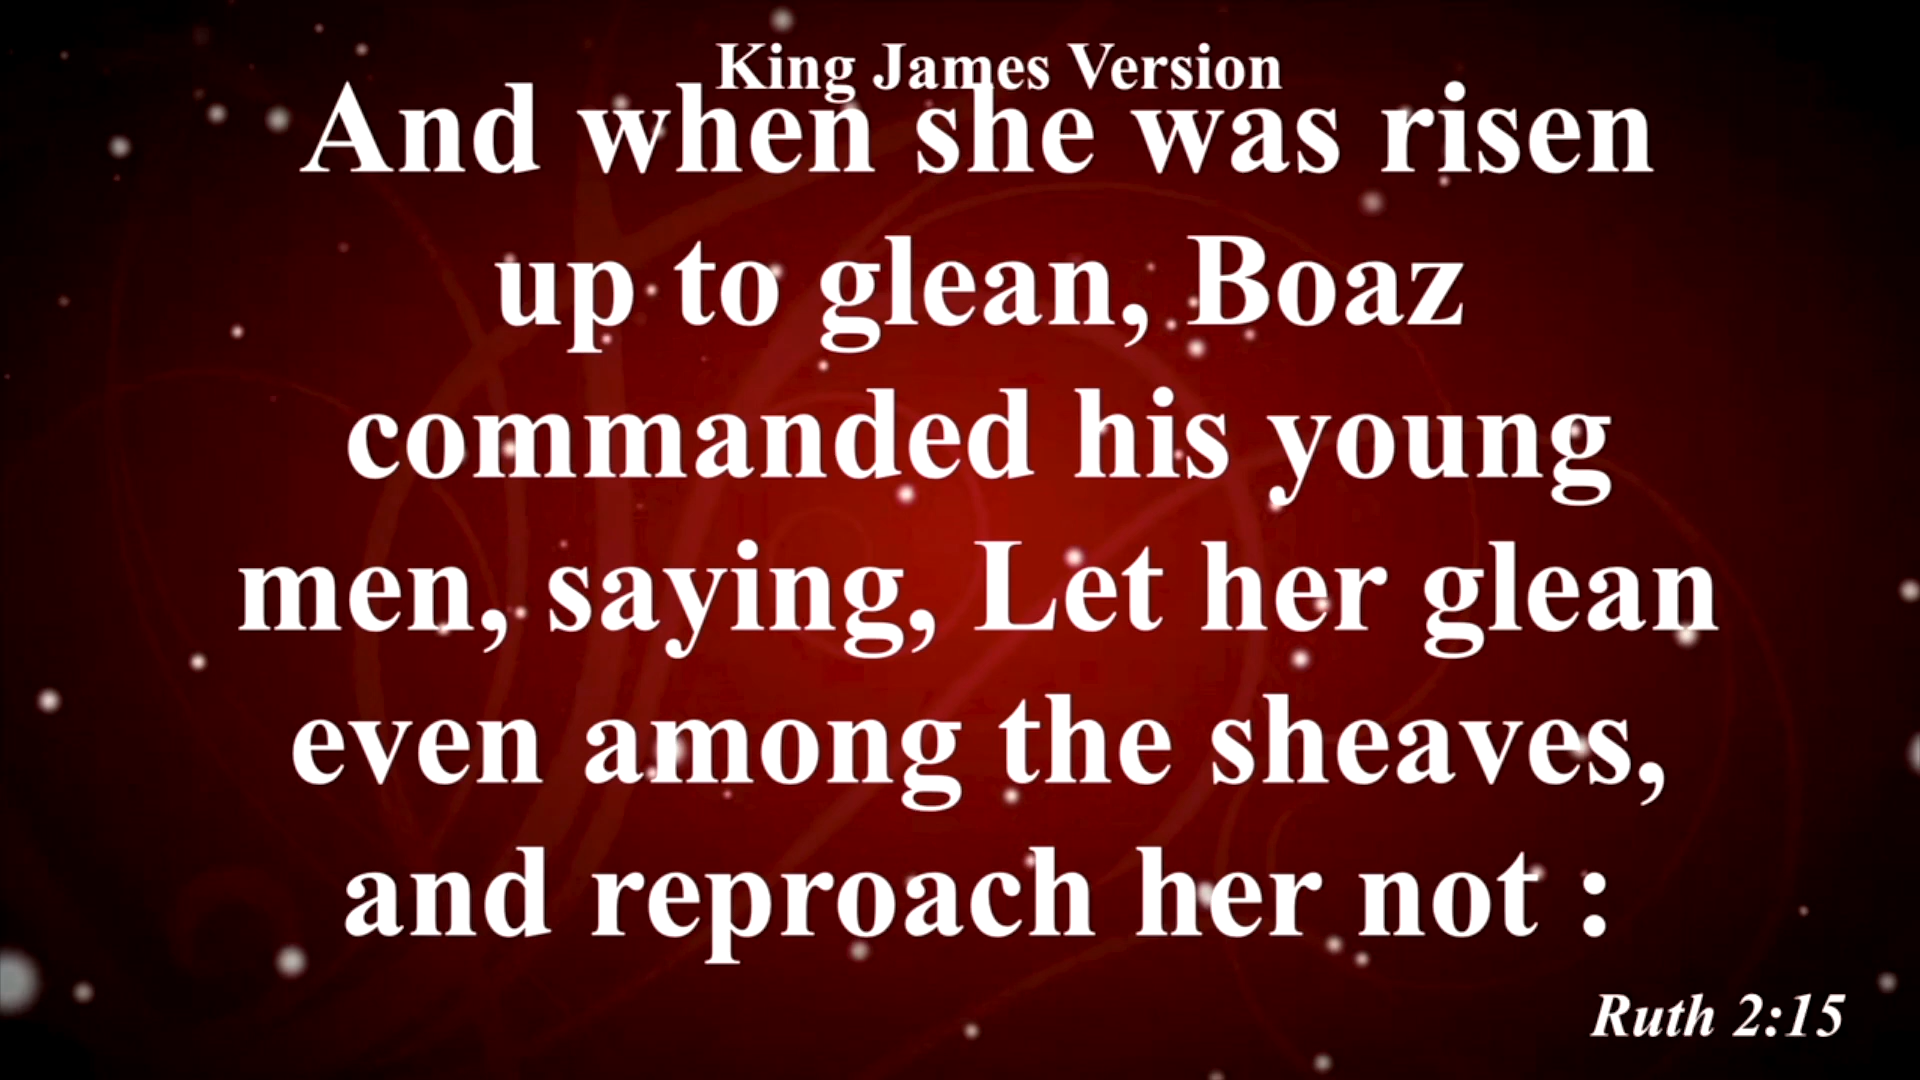 King James Version
And when she was risen
up to glean, Boaz
commanded his young
men, saying, Let her glean
even among the sheaves,
and reproach her not :
Ruth 2:15